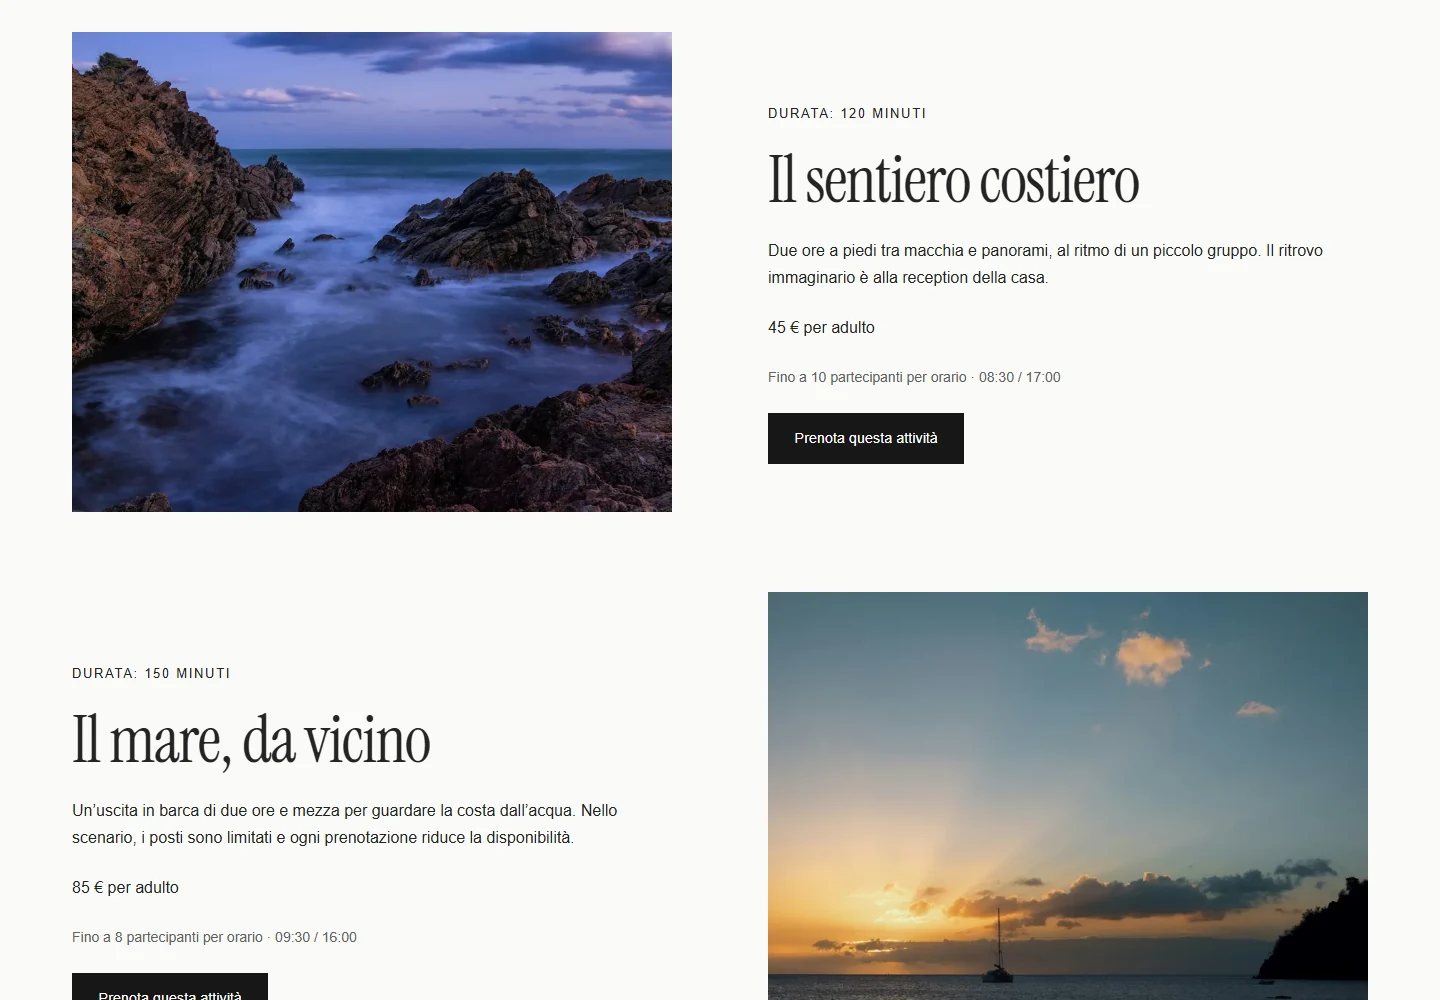 DURATA: 120 MINUTI
Il sentiero costiero
Due ore a piedi tra macchia e panorami, al ritmo di un piccolo gruppo. Il ritrovo
immaginario è alla reception della casa.
45 € per adulto
Fino a 10 partecipanti per orario · 08:30 / 17:00
Prenota questa attività
DURATA: 150 MINUTI
Il mare, da vicino
Un’uscita in barca di due ore e mezza per guardare la costa dall’acqua. Nello
scenario, i posti sono limitati e ogni prenotazione riduce la disponibilità.
85 € per adulto
Fino a 8 partecipanti per orario · 09:30 / 16:00
Prenota questa attività